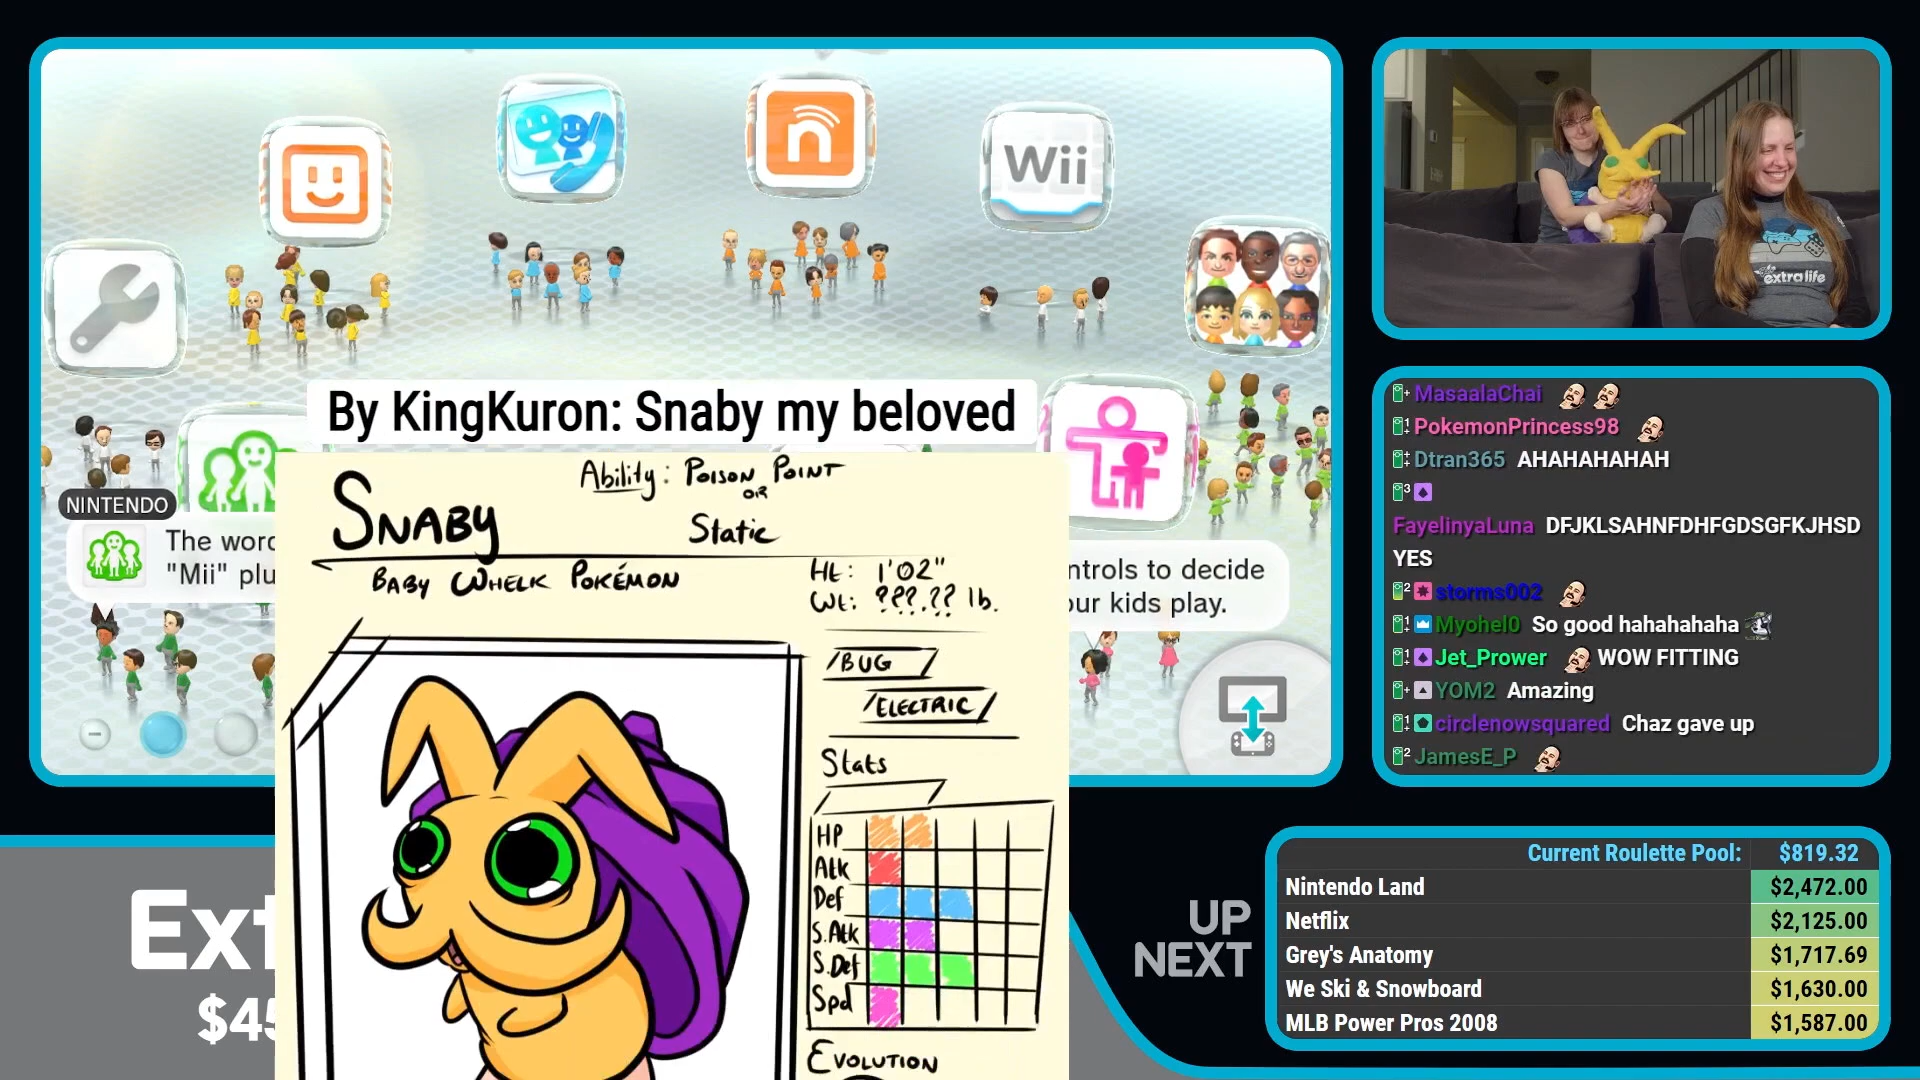 Wii
By KingKuron: Snaby my beloved
NINTENDO
The word
"Mii" plu
ntrols to decide
our kids play.
SNABY
Ability: POISON POINT
OR
Static
BABY WHELK POKÉMON
Ht: 1'02"
Wt: ???.?? lb.
BUG
ELECTRIC
Stats
HP
Atk
Def
S.Atk
S.Def
Spd
EVOLUTION
Ext
$45
extralife
MasaalaChai
PokemonPrincess98
Dtran365 AHAHAHAHAH
FayelinyaLuna DFJKLSAHNFDHFGDSGFKJHSD
YES
storms002
Myohel0 So good hahahahaha
Jet_Prower WOW FITTING
YOM2 Amazing
circlenowsquared Chaz gave up
JamesE_P
UP
NEXT
Current Roulette Pool: $819.32
Nintendo Land $2,472.00
Netflix $2,125.00
Grey's Anatomy $1,717.69
We Ski & Snowboard $1,630.00
MLB Power Pros 2008 $1,587.00